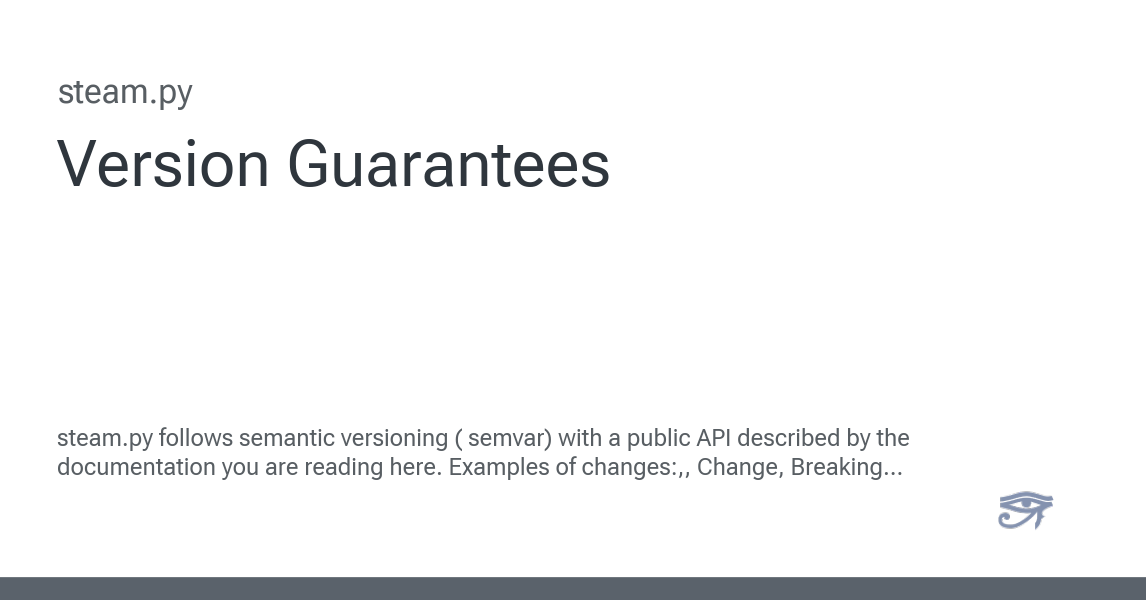 steam.py
Version Guarantees
steam.py follows semantic versioning ( semvar) with a public API described by the
documentation you are reading here. Examples of changes:,, Change, Breaking...